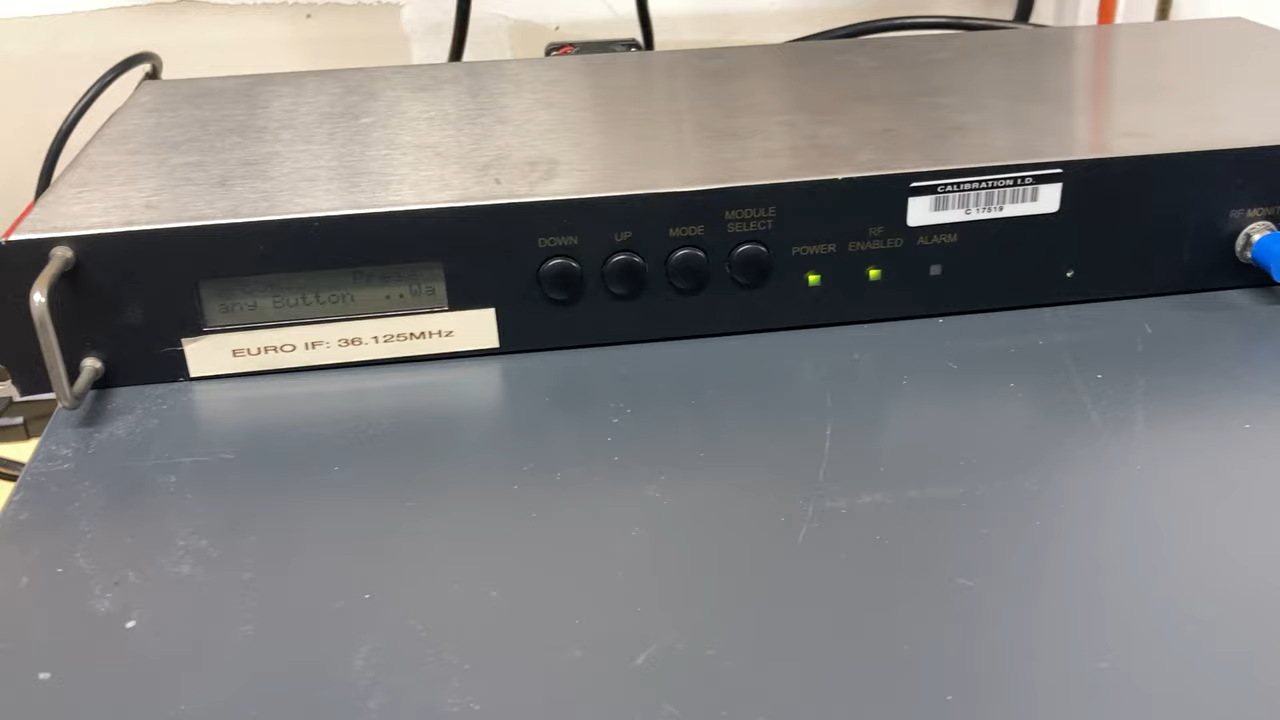 Press
any Button ..Wa
EURO IF: 36.125MHz
DOWN
UP
MODE
MODULE
SELECT
POWER
RF
ENABLED
ALARM
CALIBRATION I.D.
C 17519
RF MONIT